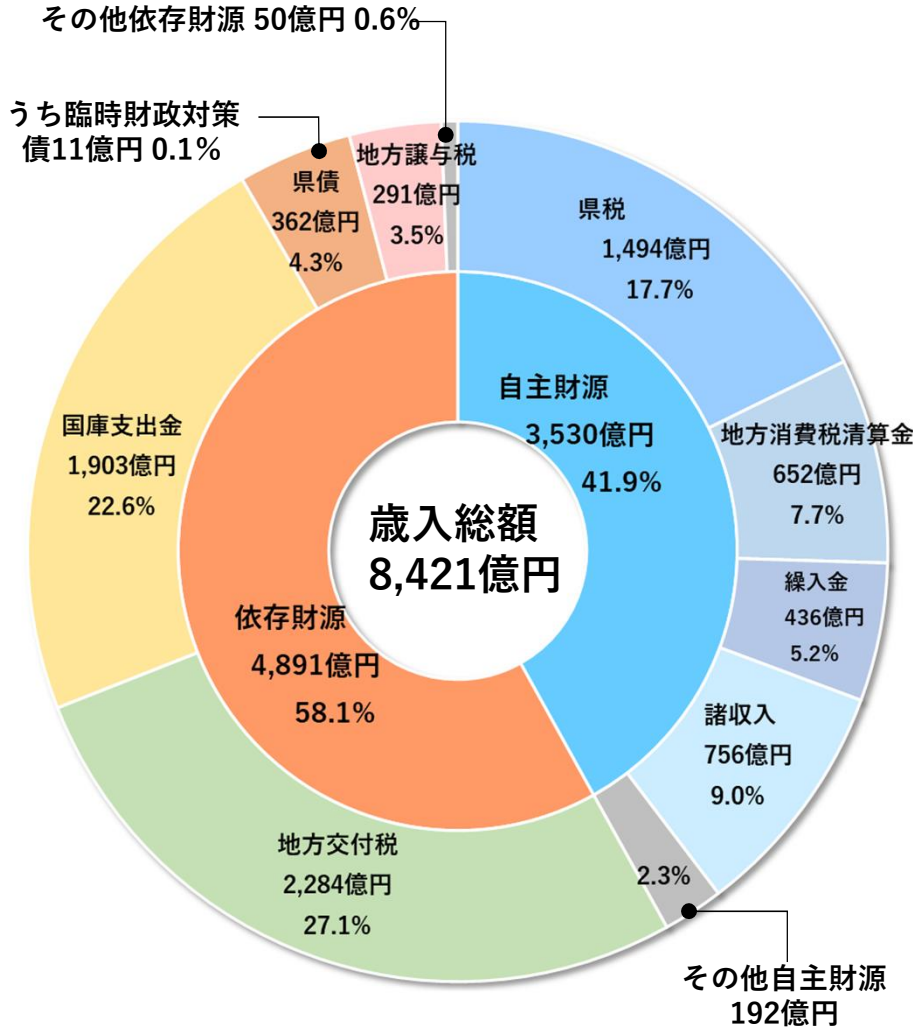 その他依存財源 50億円 0.6%
うち臨時財政対策
債11億円 0.1%
県債
362億円
4.3%
地方譲与税
291億円
3.5%
県税
1,494億円
17.7%
地方消費税清算金
652億円
7.7%
繰入金
436億円
5.2%
諸収入
756億円
9.0%
2.3%
その他自主財源
192億円
地方交付税
2,284億円
27.1%
国庫支出金
1,903億円
22.6%
自主財源
3,530億円
41.9%
依存財源
4,891億円
58.1%
歳入総額
8,421億円